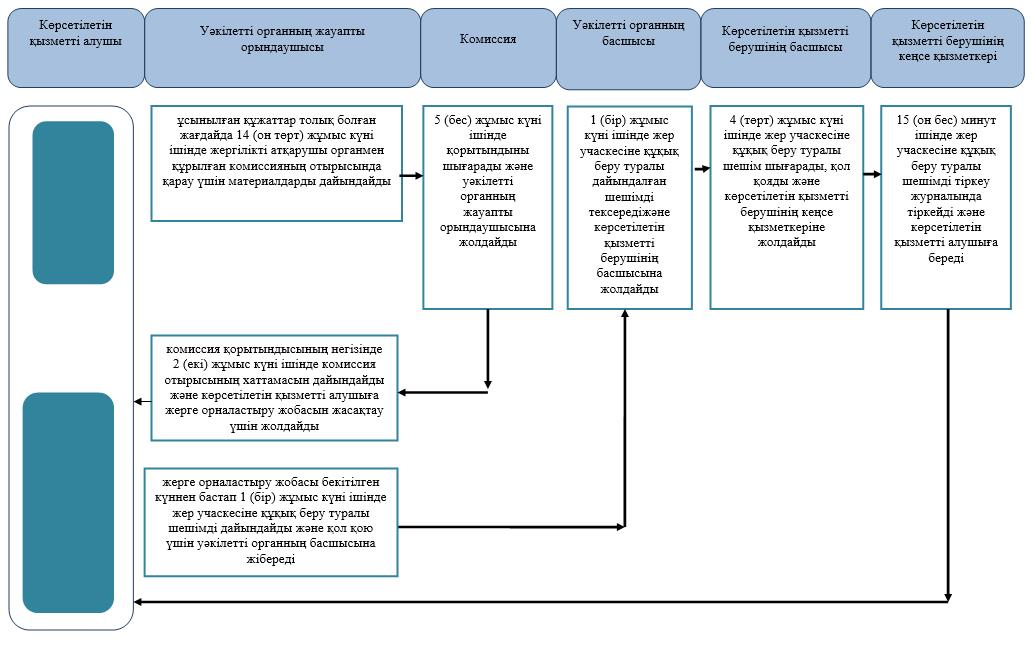 Көрсетілетін
қызметті алушы
Уәкілетті органның жауапты
орындаушысы
Комиссия
Уәкілетті органның
басшысы
Көрсетілетін қызметті
берушінің басшысы
Көрсетілетін
қызметті берушінің
кеңсе қызметкері
ұсынылған құжаттар толық болған
жағдайда 14 (он төрт) жұмыс күні
ішінде жергілікті атқарушы органмен
құрылған комиссияның отырысында
қарау үшін материалдарды дайындайды
5 (бес) жұмыс күні
ішінде
қорытындыны
шығарады және
уәкілетті
органның
жауапты
орындаушысына
жолдайды
1 (бір) жұмыс
күні ішінде жер
учаскесіне құқық
беру туралы
дайындалған
шешімді
тексередіжәне
көрсетілетін
қызметті
берушінің
басшысына
жолдайды
4 (төрт) жұмыс күні
ішінде жер учаскесіне
құқық беру туралы
шешім шығарады, қол
қояды және
көрсетілетін қызметті
берушінің кеңсе
қызметкеріне
жолдайды
15 (он бес) минут
ішінде жер
учаскесіне құқық
беру туралы
шешімді тіркеу
журналында
тіркейді және
көрсетілетін
қызметті алушыға
береді
комиссия қорытындысының негізінде
2 (екі) жұмыс күні ішінде комиссия
отырысының хаттамасын дайындайды
және көрсетілетін қызметті алушыға
жерге орналастыру жобасын жасақтау
үшін жолдайды
жерге орналастыру жобасы бекітілген
күннен бастап 1 (бір) жұмыс күні ішінде
жер учаскесіне құқық беру туралы
шешімді дайындайды және қол қою
үшін уәкілетті органның басшысына
жібереді